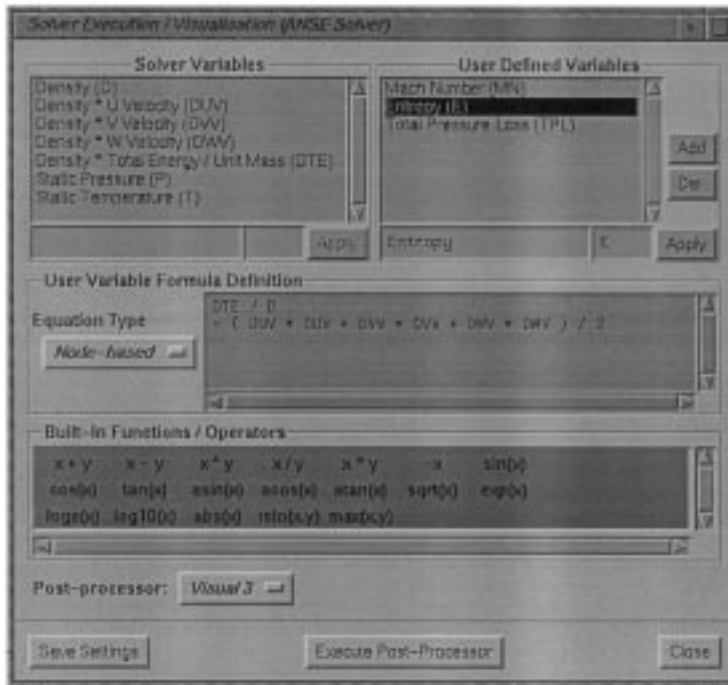 Solver Execution / Visualisation (ANSE Solver)
Solver Variables
Density (D)
Density * U Velocity (DUV)
Density * V Velocity (DVV)
Density * W Velocity (DWV)
Density * Total Energy / Unit Mass (DTE)
Static Pressure (P)
Static Temperature (T)
Apply
User Defined Variables
Mach Number (MN)
Entropy (E)
Total Pressure Loss (TPL)
Add
Del
Entropy E Apply
User Variable Formula Definition
Equation Type
Node-based
DTE / D
- ( DUV * DUV + DVV * DVV + DWV * DWV ) / 2
Built-In Functions / Operators
x + y x - y x * y x / y x ^ y -x sin(x)
cos(x) tan(x) asin(x) acos(x) atan(x) sqrt(x) exp(x)
loge(x) log10(x) abs(x) min(x,y) max(x,y)
Post-processor: Visual 3
Save Settings Execute Post-Processor Close